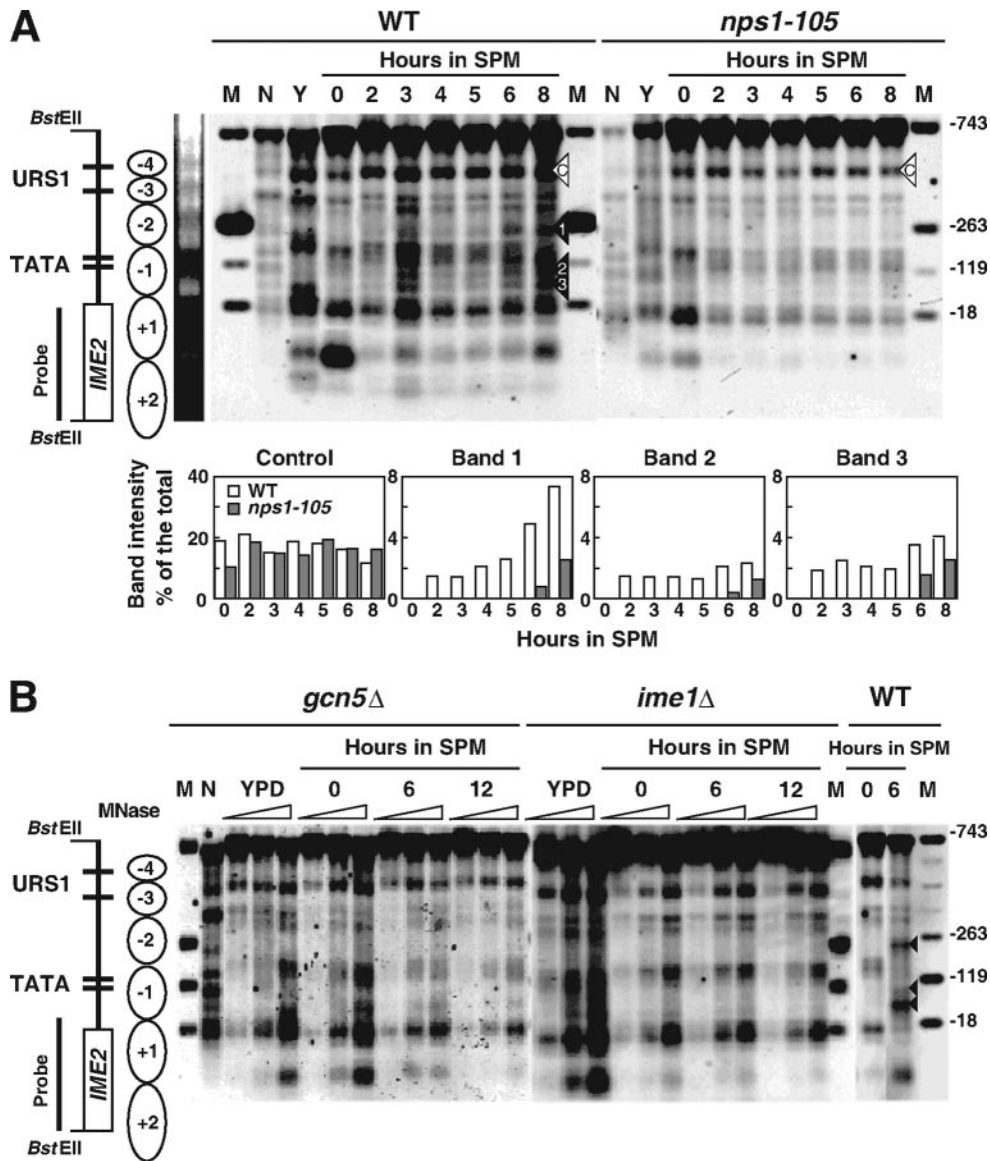 A
WT
nps1-105
Hours in SPM
Hours in SPM
M N Y 0 2 3 4 5 6 8 M
N Y 0 2 3 4 5 6 8 M
BstEII
URS1
TATA
Probe
IME2
BstEII
-4
-3
-2
-1
+1
+2
C
1
2
3
C
-743
-263
-119
-18
Control
Band 1
Band 2
Band 3
Band intensity
% of the total
40
20
0
WT
nps1-105
8
4
0
8
4
0
8
4
0
0 2 3 4 5 6 8
0 2 3 4 5 6 8
0 2 3 4 5 6 8
0 2 3 4 5 6 8
Hours in SPM
B
gcn5Δ
ime1Δ
WT
Hours in SPM
Hours in SPM
Hours in SPM
M N YPD 0 6 12
YPD 0 6 12 M
0 6 M
MNase
BstEII
URS1
TATA
Probe
IME2
BstEII
-4
-3
-2
-1
+1
+2
-743
-263
-119
-18